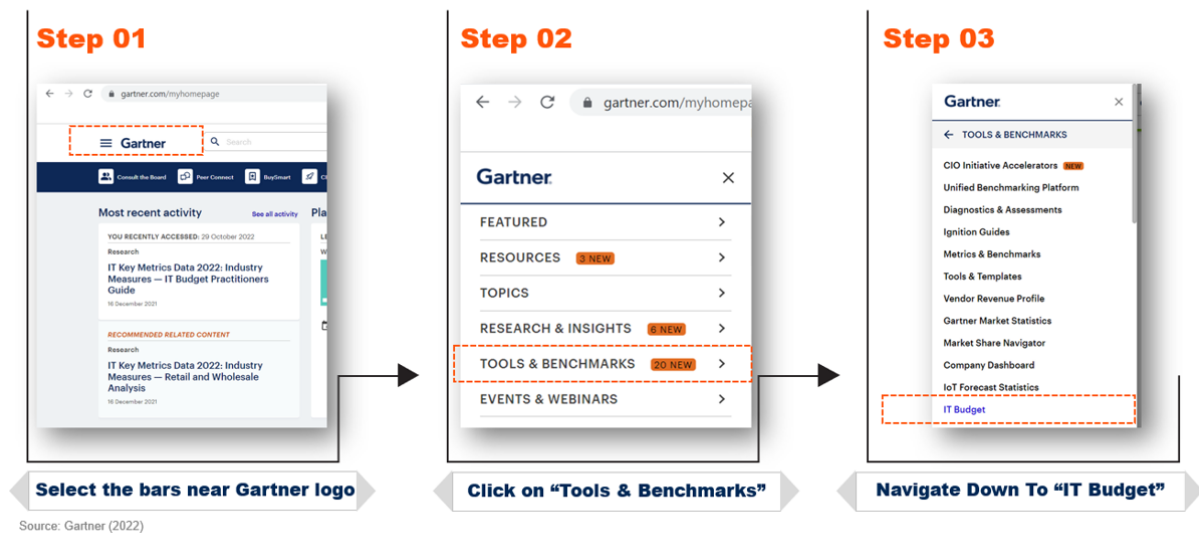 Step 01
gartner.com/myhomepage
Gartner
Search
Consult the Board
Peer Connect
BuySmart
Most recent activity
See all activity
YOU RECENTLY ACCESSED: 29 October 2022
Research
IT Key Metrics Data 2022: Industry
Measures — IT Budget Practitioners
Guide
16 December 2021
RECOMMENDED RELATED CONTENT
Research
IT Key Metrics Data 2022: Industry
Measures — Retail and Wholesale
Analysis
16 December 2021
Select the bars near Gartner logo
Step 02
gartner.com/myhomepa
Gartner
FEATURED
RESOURCES 3 NEW
TOPICS
RESEARCH & INSIGHTS 6 NEW
TOOLS & BENCHMARKS 20 NEW
EVENTS & WEBINARS
Click on “Tools & Benchmarks”
Step 03
Gartner
TOOLS & BENCHMARKS
CIO Initiative Accelerators NEW
Unified Benchmarking Platform
Diagnostics & Assessments
Ignition Guides
Metrics & Benchmarks
Tools & Templates
Vendor Revenue Profile
Gartner Market Statistics
Market Share Navigator
Company Dashboard
IoT Forecast Statistics
IT Budget
Navigate Down To “IT Budget”
Source: Gartner (2022)